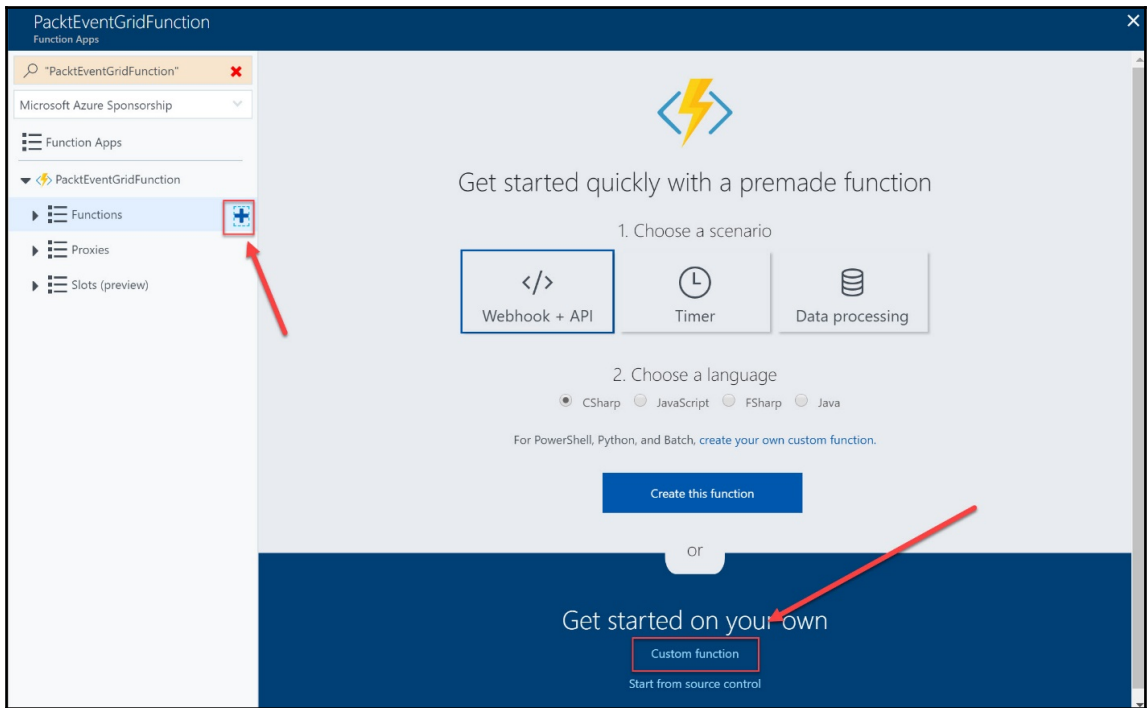 PacktEventGridFunction
Function Apps
"PacktEventGridFunction"
Microsoft Azure Sponsorship
Function Apps
PacktEventGridFunction
Functions
Proxies
Slots (preview)
Get started quickly with a premade function
1. Choose a scenario
</>
Webhook + API
Timer
Data processing
2. Choose a language
CSharp JavaScript FSharp Java
For PowerShell, Python, and Batch, create your own custom function.
Create this function
or
Get started on your own
Custom function
Start from source control